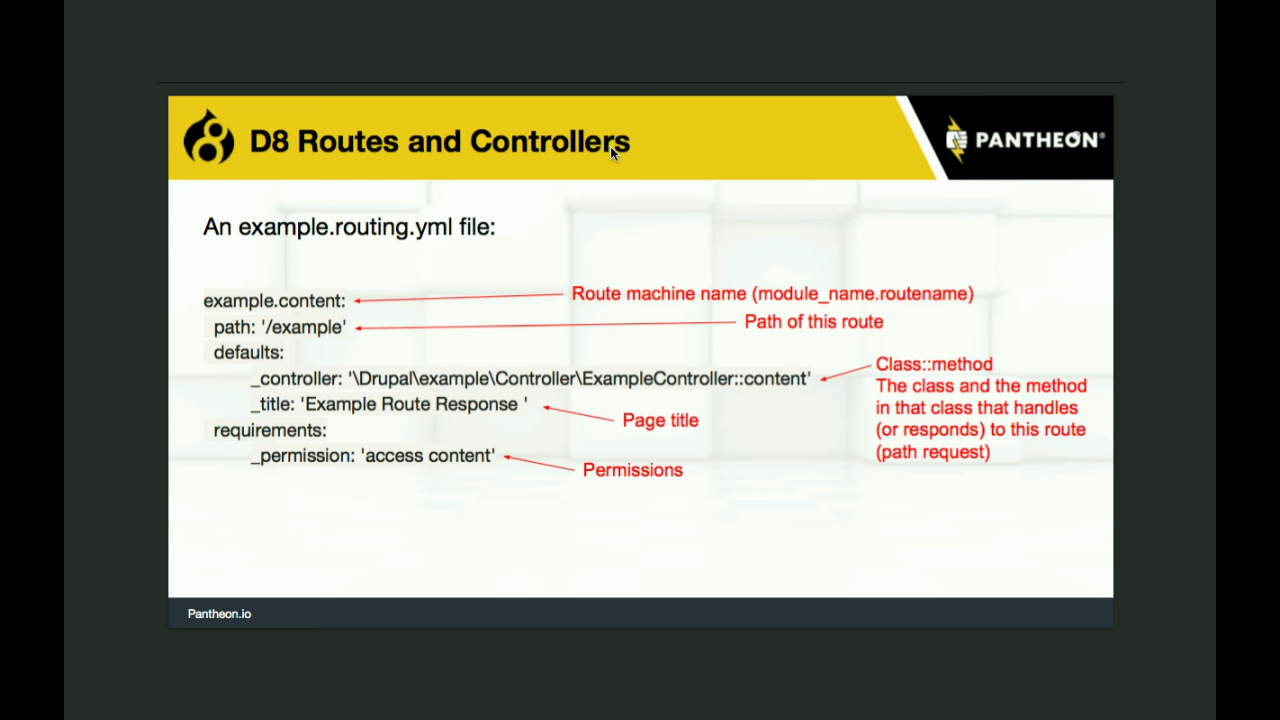 D8 Routes and Controllers
PANTHEON®
An example.routing.yml file:
example.content:
Route machine name (module_name.routename)
path: '/example'
Path of this route
defaults:
_controller: '\Drupal\example\Controller\ExampleController::content'
Class::method
The class and the method
in that class that handles
(or responds) to this route
(path request)
_title: 'Example Route Response '
Page title
requirements:
_permission: 'access content'
Permissions
Pantheon.io